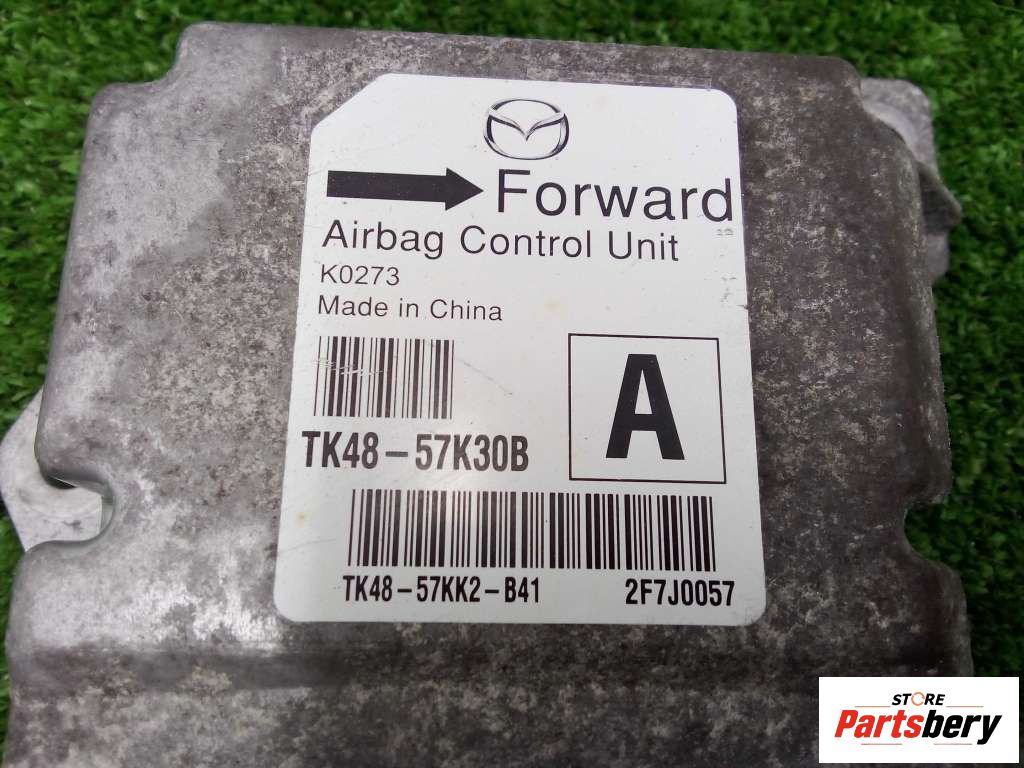 Forward
Airbag Control Unit
K0273
Made in China
A
TK48-57K30B
TK48-57KK2-B41 2F7J0057
STORE
Partsbery